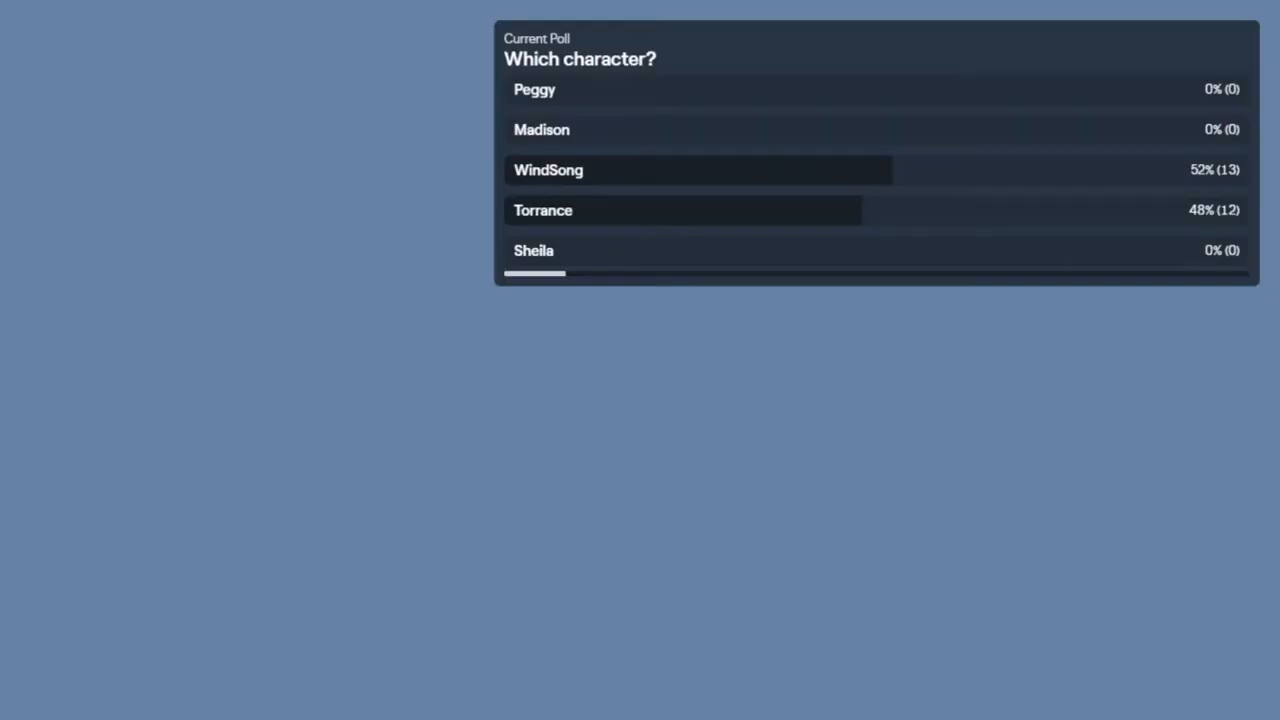 Current Poll
Which character?
Peggy 0% (0)
Madison 0% (0)
WindSong 52% (13)
Torrance 48% (12)
Sheila 0% (0)